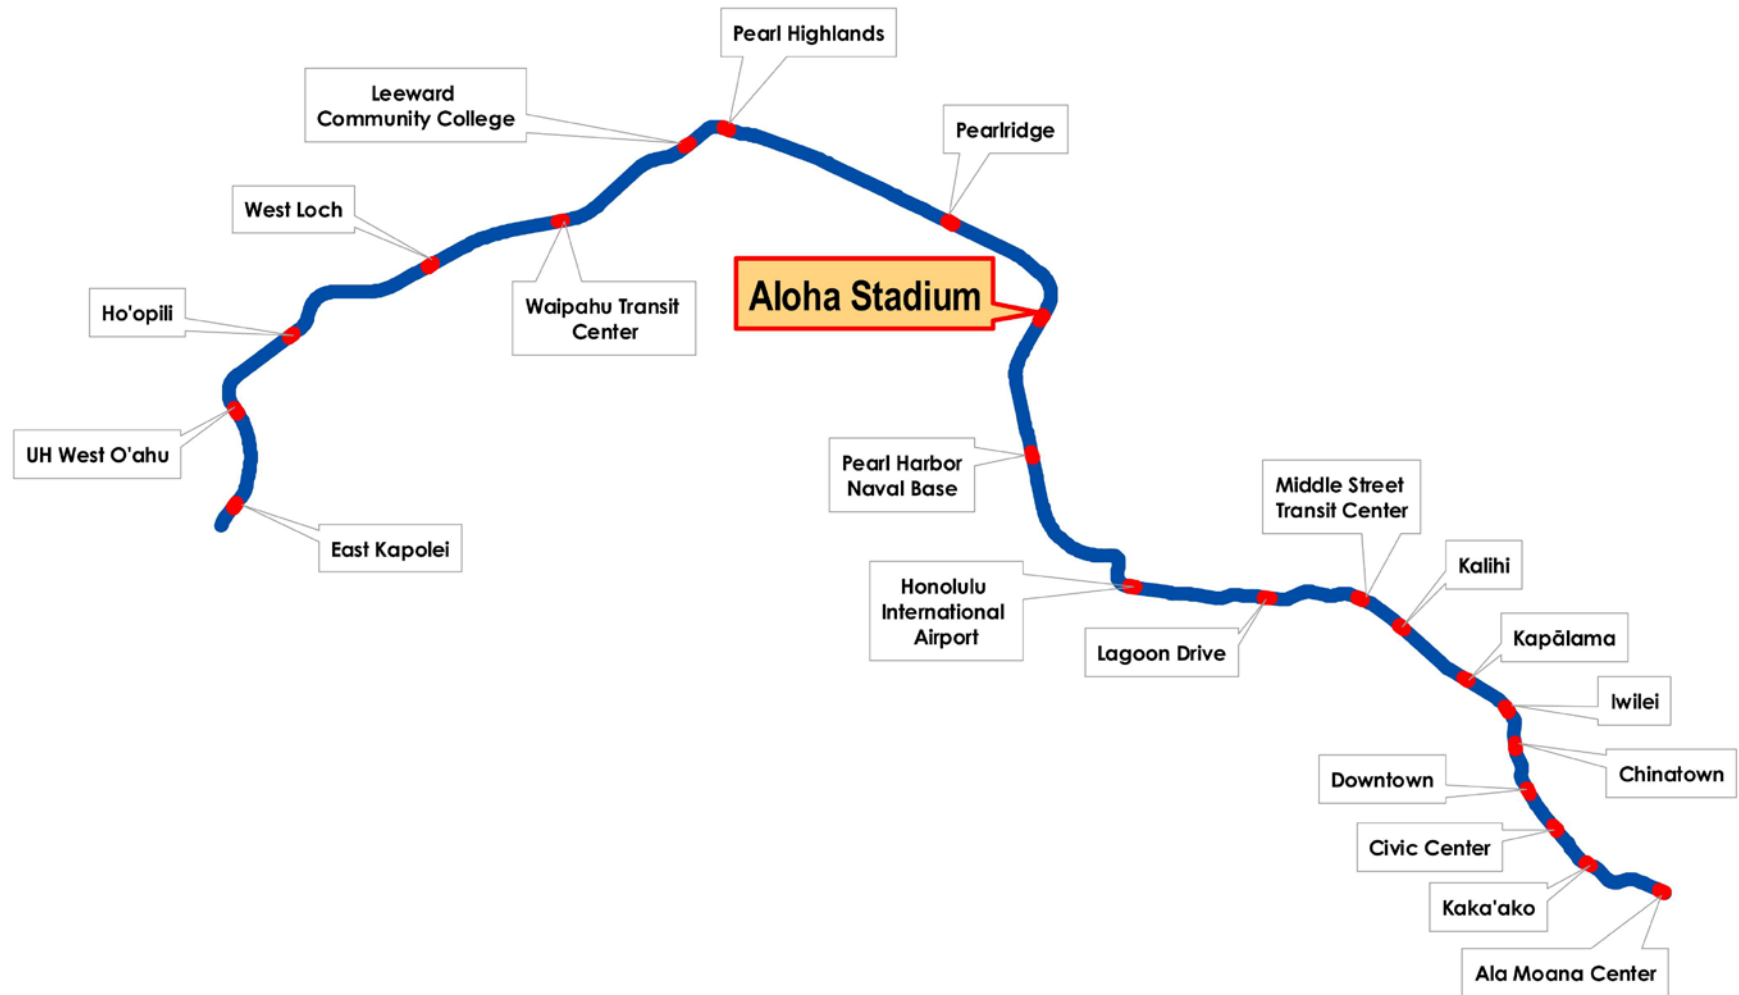 Pearl Highlands
Leeward
Community College
Pearlridge
West Loch
Aloha Stadium
Ho'opili
Waipahu Transit
Center
UH West O'ahu
Pearl Harbor
Naval Base
Middle Street
Transit Center
East Kapolei
Kalihi
Honolulu
International
Airport
Kapālama
Lagoon Drive
Iwilei
Chinatown
Downtown
Civic Center
Kaka'ako
Ala Moana Center